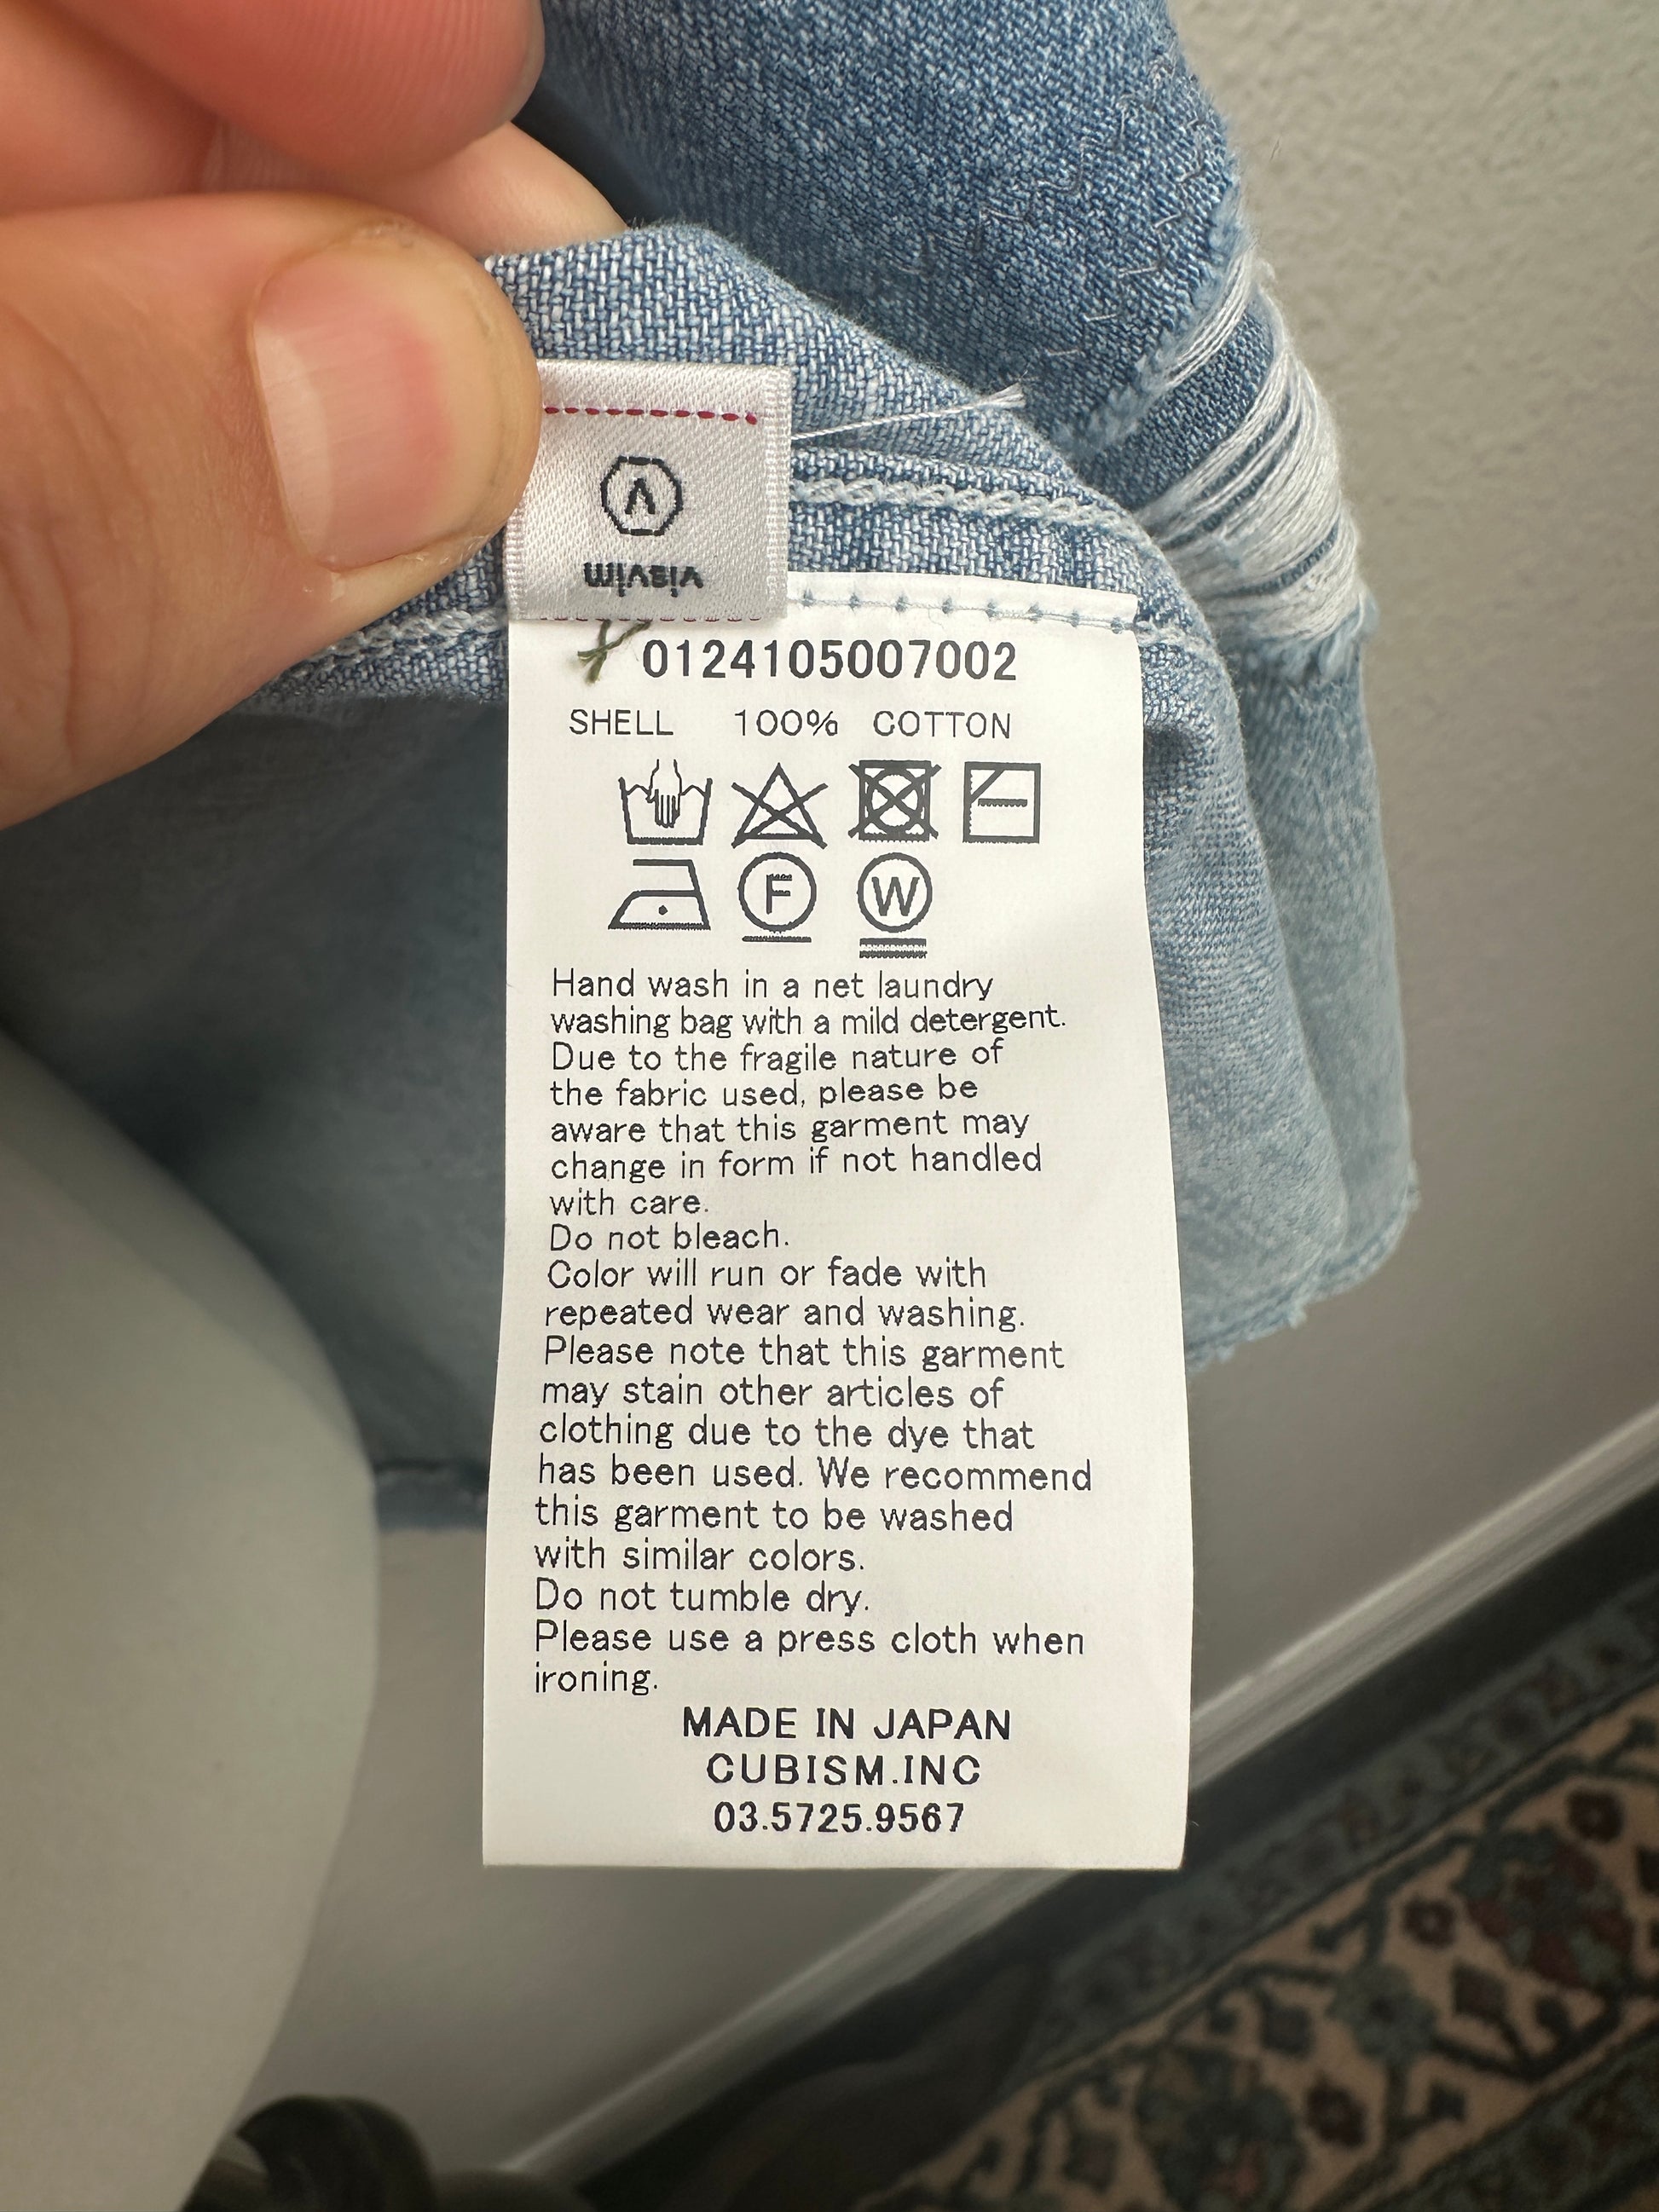 visvim
0124105007002
SHELL 100% COTTON
F W
Hand wash in a net laundry
washing bag with a mild detergent.
Due to the fragile nature of
the fabric used, please be
aware that this garment may
change in form if not handled
with care.
Do not bleach.
Color will run or fade with
repeated wear and washing.
Please note that this garment
may stain other articles of
clothing due to the dye that
has been used. We recommend
this garment to be washed
with similar colors.
Do not tumble dry.
Please use a press cloth when
ironing.
MADE IN JAPAN
CUBISM.INC
03.5725.9567